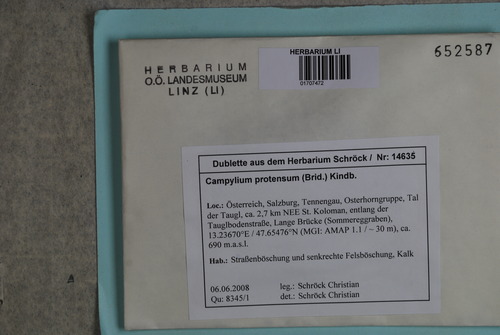 HERBARIUM
O.Ö. LANDESMUSEUM
LINZ (LI)
HERBARIUM LI
01707472
652587
Dublette aus dem Herbarium Schröck / Nr: 14635
Campylium protensum (Brid.) Kindb.
Loc.: Österreich, Salzburg, Tennengau, Osterhorngruppe, Tal
der Taugl, ca. 2,7 km NEE St. Koloman, entlang der
Tauglbodenstraße, Lange Brücke (Sommereggraben),
13.23670°E / 47.65476°N (MGI: AMAP 1.1 / ~ 30 m), ca.
690 m.a.s.l.
Hab.: Straßenböschung und senkrechte Felsböschung, Kalk
06.06.2008 leg.: Schröck Christian
Qu: 8345/1 det.: Schröck Christian